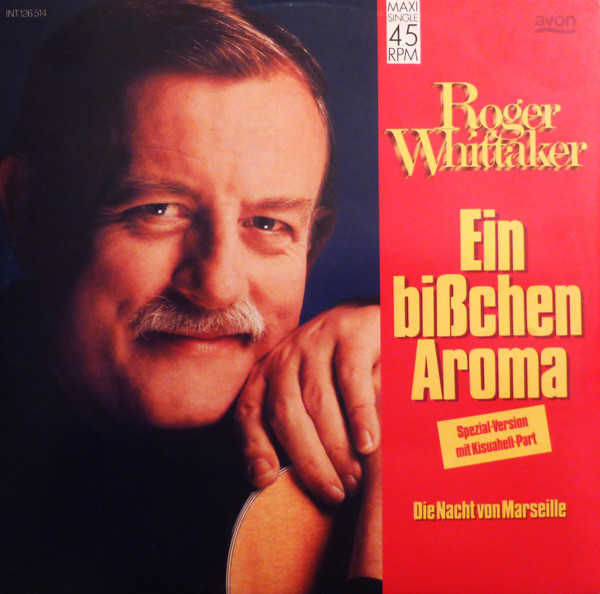 INT 126.514
MAXI
SINGLE
45
RPM
avon
Roger
Whittaker
Ein
bißchen
Aroma
Spezial-Version
mit Kisuaheli-Part
Die Nacht von Marseille